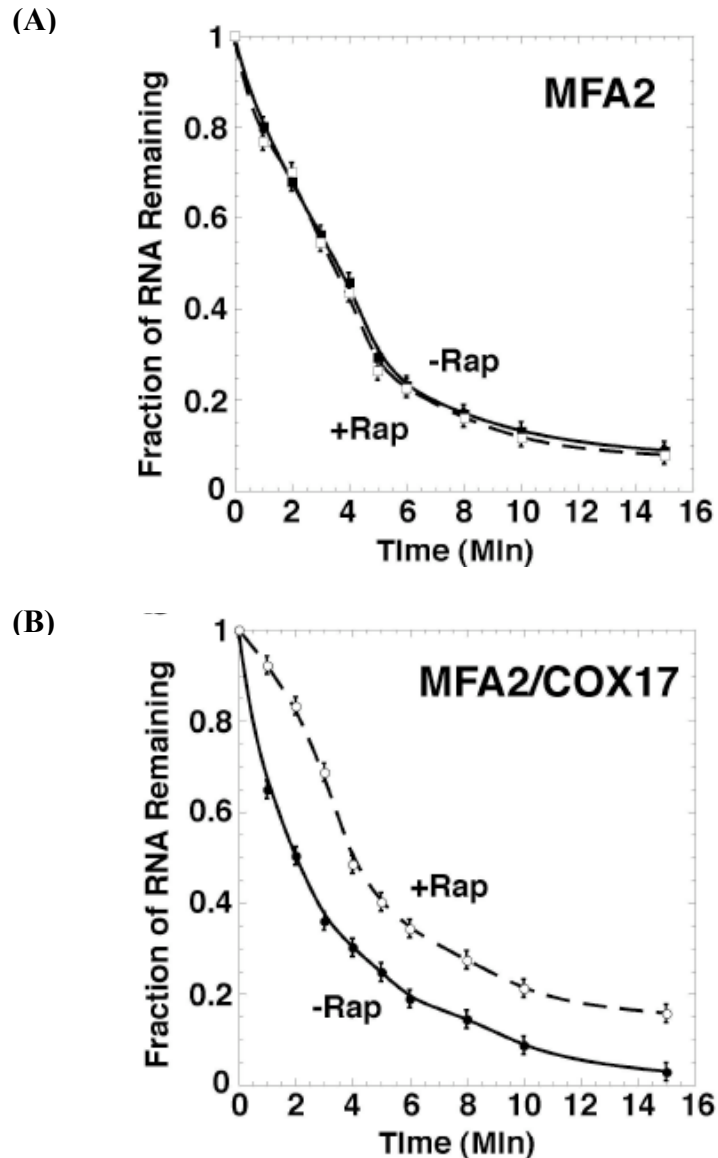 (A)
MFA2
Fraction of RNA Remaining
1
0.8
0.6
0.4
0.2
0
-Rap
+Rap
0 2 4 6 8 10 12 14 16
TIme (MIn)
(B)
MFA2/COX17
Fraction of RNA Remaining
1
0.8
0.6
0.4
0.2
0
+Rap
-Rap
0 2 4 6 8 10 12 14 16
TIme (MIn)